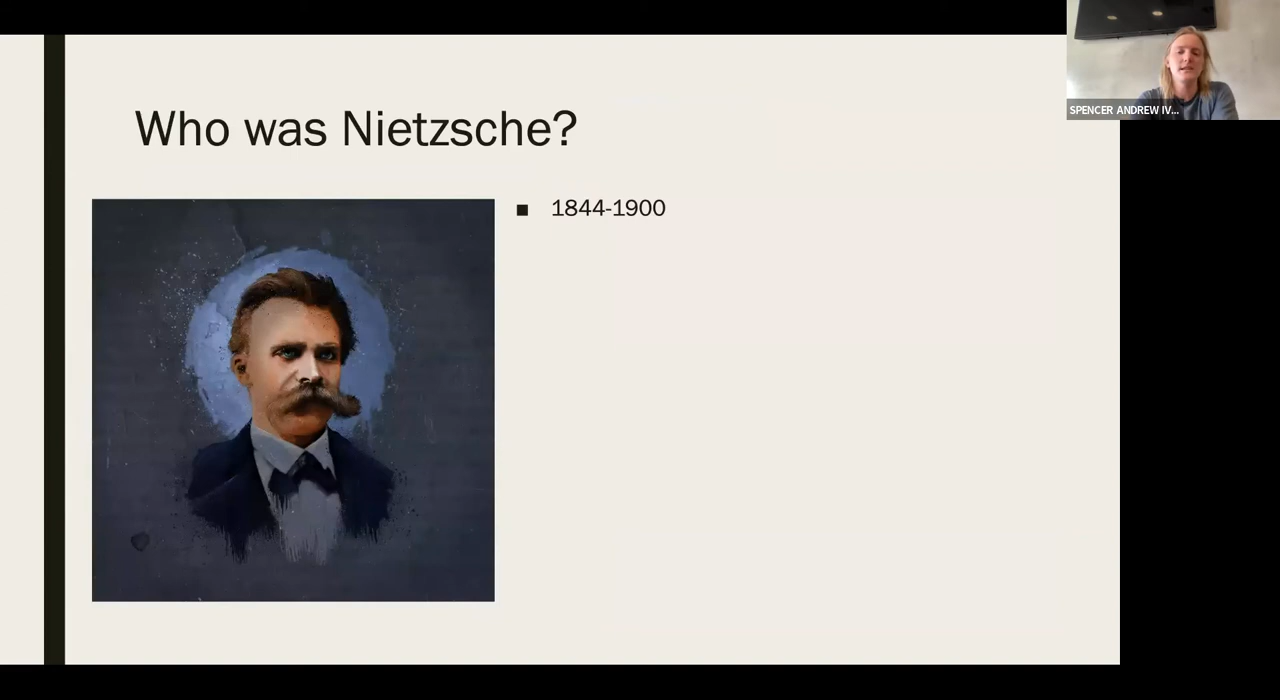 Who was Nietzsche?
■ 1844-1900
SPENCER ANDREW IV...